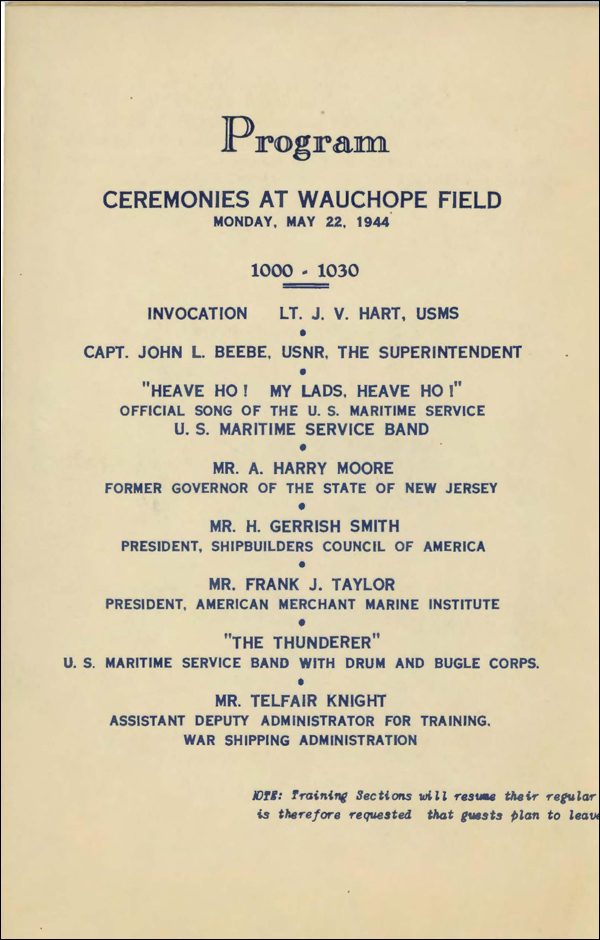 Program
CEREMONIES AT WAUCHOPE FIELD
MONDAY, MAY 22, 1944
1000 - 1030
INVOCATION LT. J. V. HART, USMS
CAPT. JOHN L. BEEBE, USNR, THE SUPERINTENDENT
"HEAVE HO! MY LADS, HEAVE HO!"
OFFICIAL SONG OF THE U. S. MARITIME SERVICE
U. S. MARITIME SERVICE BAND
MR. A. HARRY MOORE
FORMER GOVERNOR OF THE STATE OF NEW JERSEY
MR. H. GERRISH SMITH
PRESIDENT, SHIPBUILDERS COUNCIL OF AMERICA
MR. FRANK J. TAYLOR
PRESIDENT, AMERICAN MERCHANT MARINE INSTITUTE
"THE THUNDERER"
U. S. MARITIME SERVICE BAND WITH DRUM AND BUGLE CORPS.
MR. TELFAIR KNIGHT
ASSISTANT DEPUTY ADMINISTRATOR FOR TRAINING.
WAR SHIPPING ADMINISTRATION
NOTE: Training Sections will resume their regular
is therefore requested that guests plan to leave